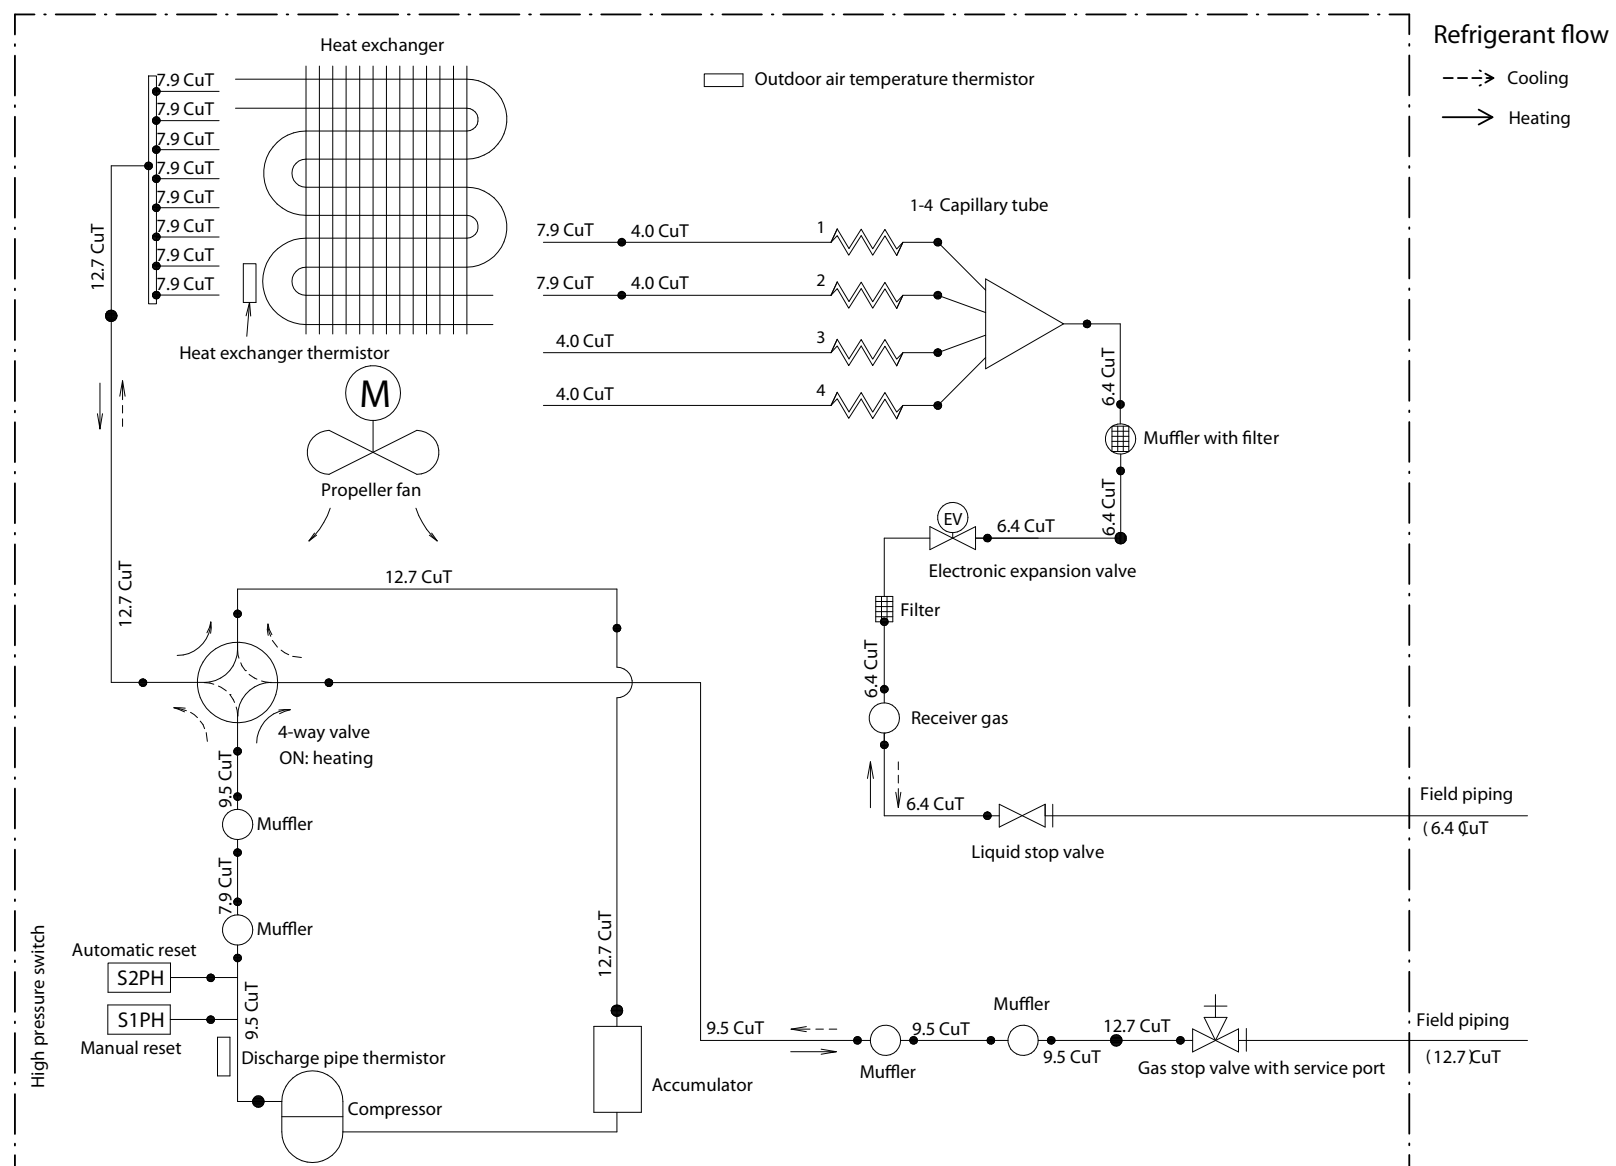 Refrigerant flow
Cooling
Heating
Heat exchanger
Outdoor air temperature thermistor
7.9 CuT
7.9 CuT
7.9 CuT
7.9 CuT
7.9 CuT
7.9 CuT
7.9 CuT
7.9 CuT
12.7 CuT
Heat exchanger thermistor
M
Propeller fan
1-4 Capillary tube
7.9 CuT 4.0 CuT 1
7.9 CuT 4.0 CuT 2
4.0 CuT 3
4.0 CuT 4
6.4 CuT
Muffler with filter
6.4 CuT
EV
6.4 CuT
Electronic expansion valve
Filter
6.4 CuT
Receiver gas
6.4 CuT
Liquid stop valve
Field piping
(6.4 )CuT
12.7 CuT
12.7 CuT
4-way valve
ON: heating
9.5 CuT
Muffler
7.9 CuT
Muffler
High pressure switch
Automatic reset
S2PH
S1PH
Manual reset
9.5 CuT
Discharge pipe thermistor
Compressor
12.7 CuT
Accumulator
9.5 CuT
Muffler
9.5 CuT
Muffler
9.5 CuT
12.7 CuT
Gas stop valve with service port
Field piping
(12.7)CuT